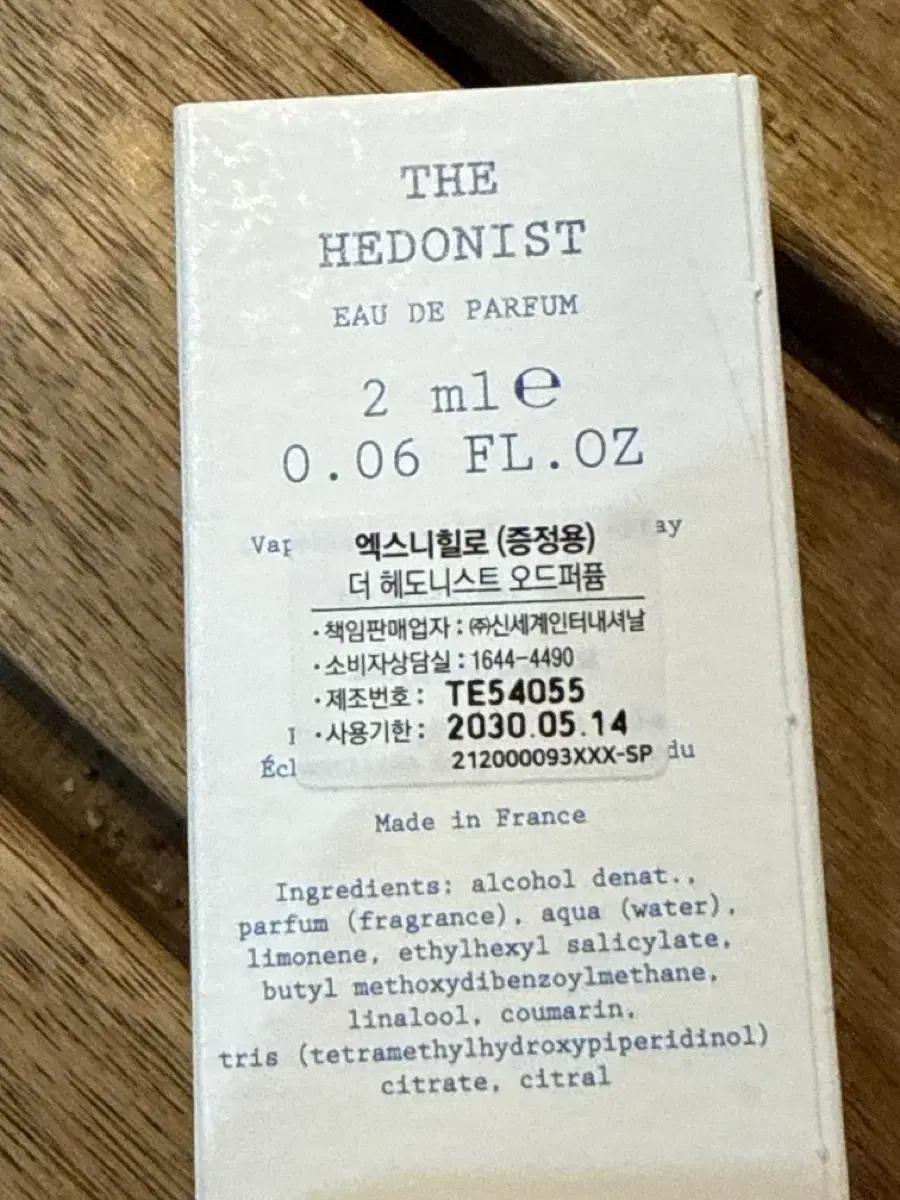 THE
HEDONIST
EAU DE PARFUM
2 ml ℮
0.06 FL.OZ
엑스니힐로 (증정용)
더 헤도니스트 오드퍼퓸
·책임판매업자 : ㈜신세계인터내셔날
·소비자상담실 : 1644-4490
·제조번호 : TE54055
·사용기한 : 2030.05.14
212000093XXX-SP
du
Made in France
Ingredients: alcohol denat.,
parfum (fragrance), aqua (water),
limonene, ethylhexyl salicylate,
butyl methoxydibenzoylmethane,
linalool, coumarin,
tris (tetramethylhydroxypiperidinol)
citrate, citral